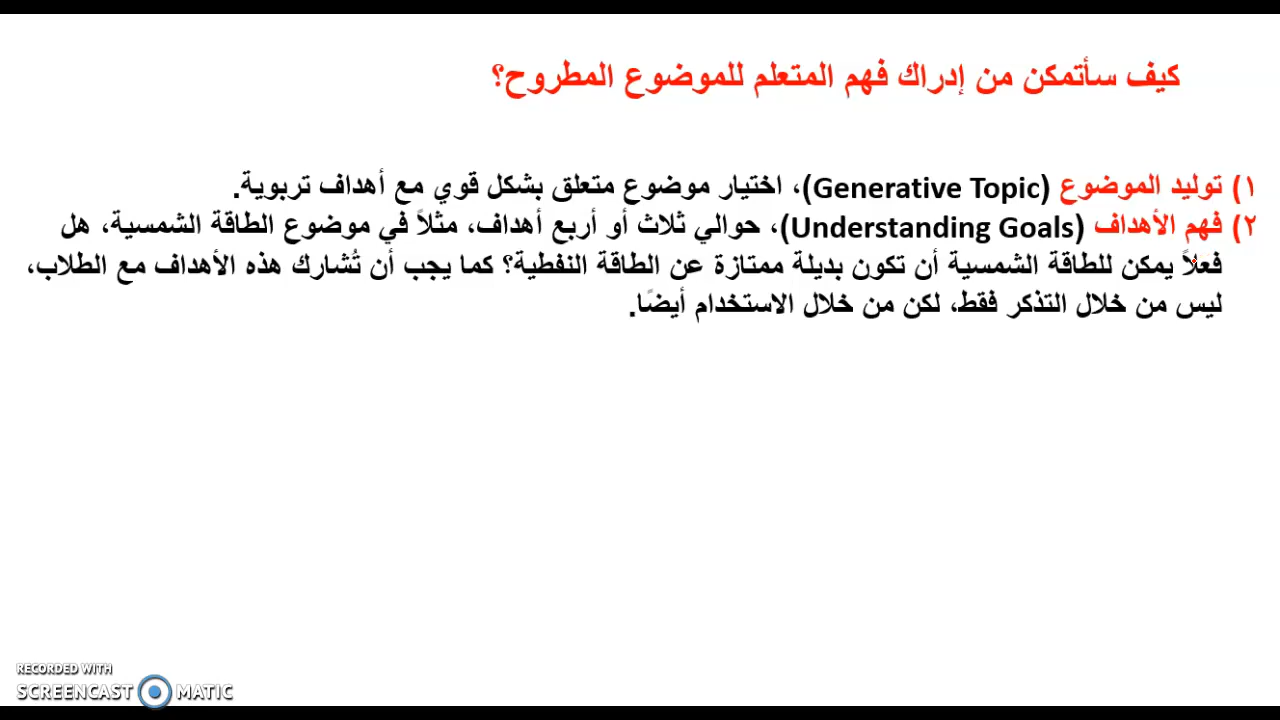 كيف سأتمكن من إدراك فهم المتعلم للموضوع المطروح؟
١) توليد الموضوع (Generative Topic)، اختيار موضوع متعلق بشكل قوي مع أهداف تربوية.
٢) فهم الأهداف (Understanding Goals)، حوالي ثلاث أو أربع أهداف، مثلاً في موضوع الطاقة الشمسية، هل
فعلاً يمكن للطاقة الشمسية أن تكون بديلة ممتازة عن الطاقة النفطية؟ كما يجب أن تُشارك هذه الأهداف مع الطلاب،
ليس من خلال التذكر فقط، لكن من خلال الاستخدام أيضًا.
RECORDED WITH
SCREENCAST MATIC